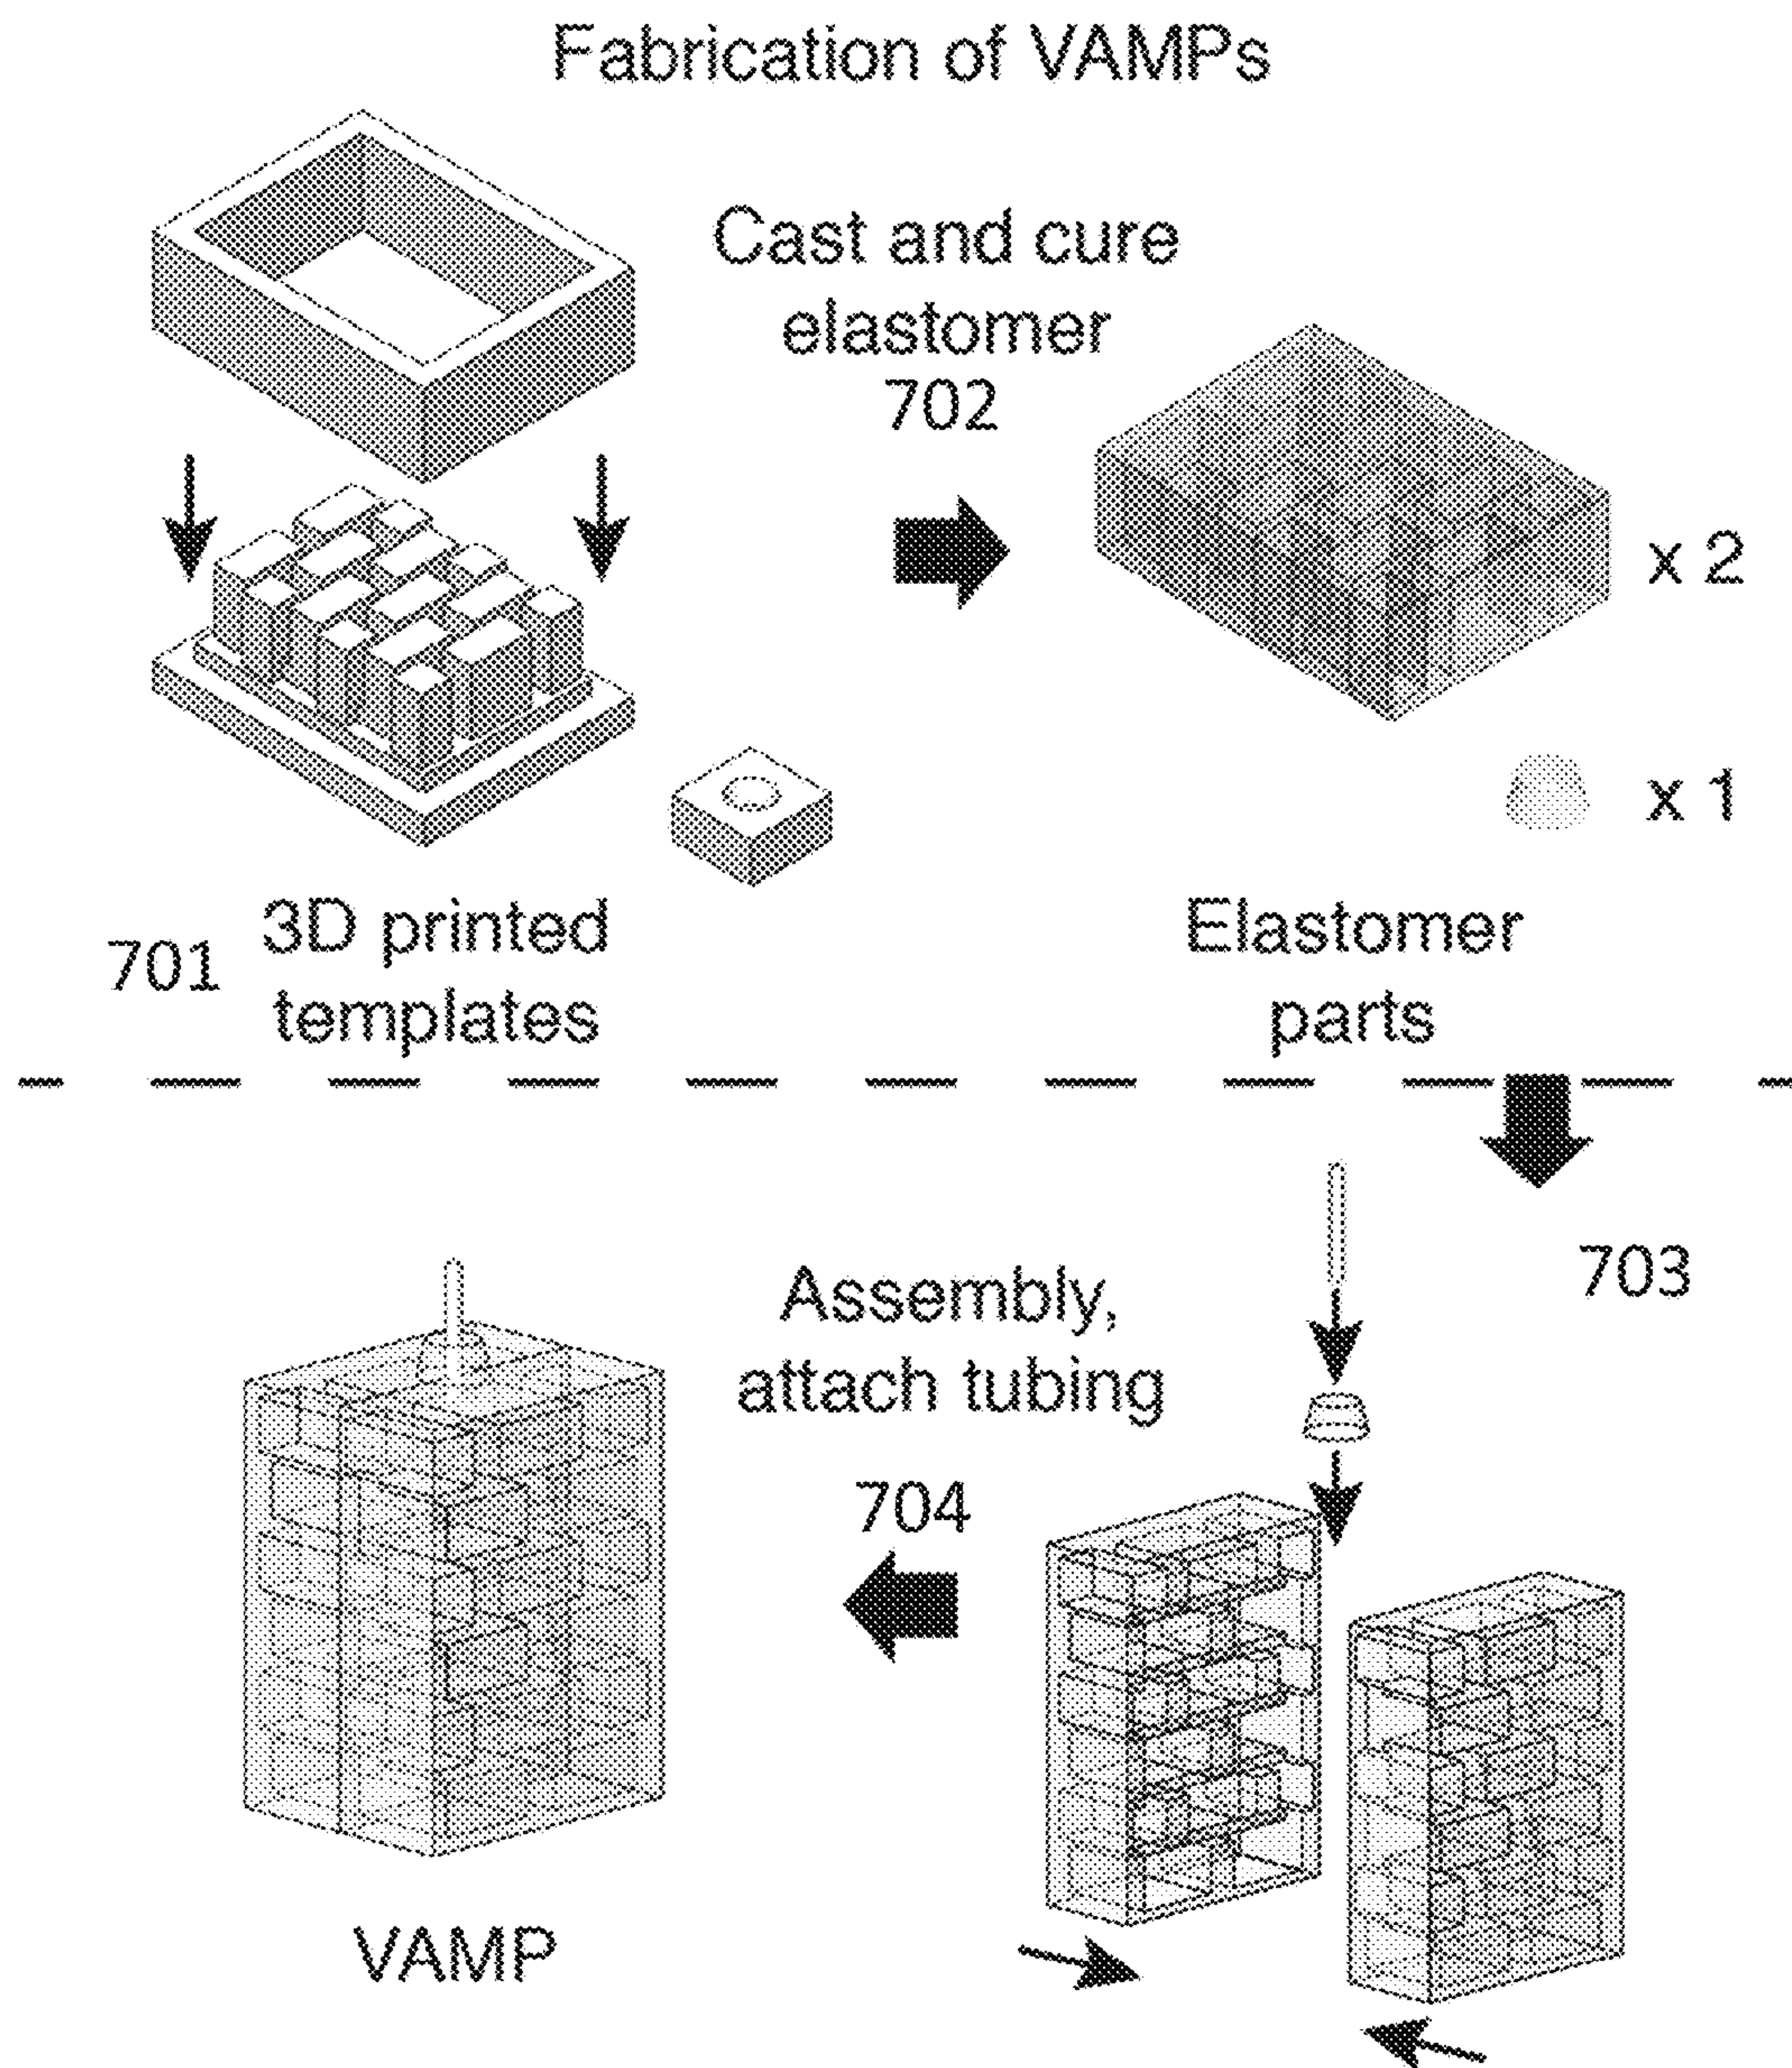 Fabrication of VAMPs
Cast and cure
elastomer
702
x 2
x 1
701
3D printed
templates
Elastomer
parts
703
Assembly,
attach tubing
704
VAMP